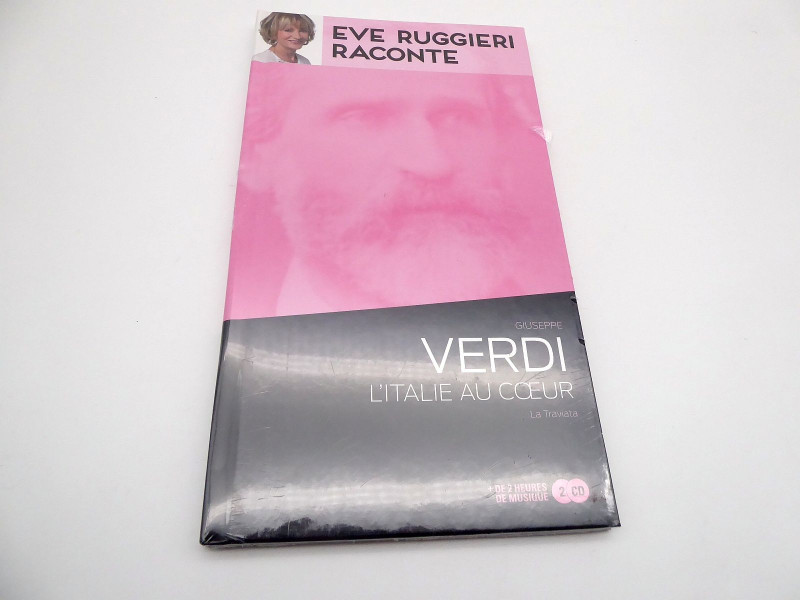 EVE RUGGIERI
RACONTE
GIUSEPPE
VERDI
L'ITALIE AU CŒUR
La Traviata
+ DE 2 HEURES
DE MUSIQUE
2 CD